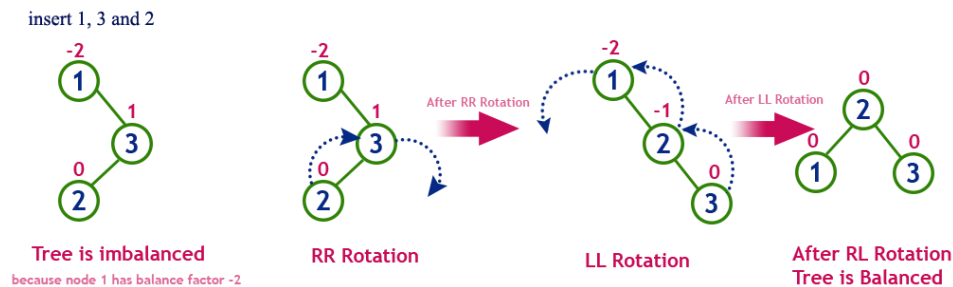 insert 1, 3 and 2
-2
1
1
3
0
2
Tree is imbalanced
because node 1 has balance factor -2
-2
1
1
3
0
2
RR Rotation
After RR Rotation
-2
1
-1
2
0
3
LL Rotation
After LL Rotation
0
2
0
1
0
3
After RL Rotation
Tree is Balanced